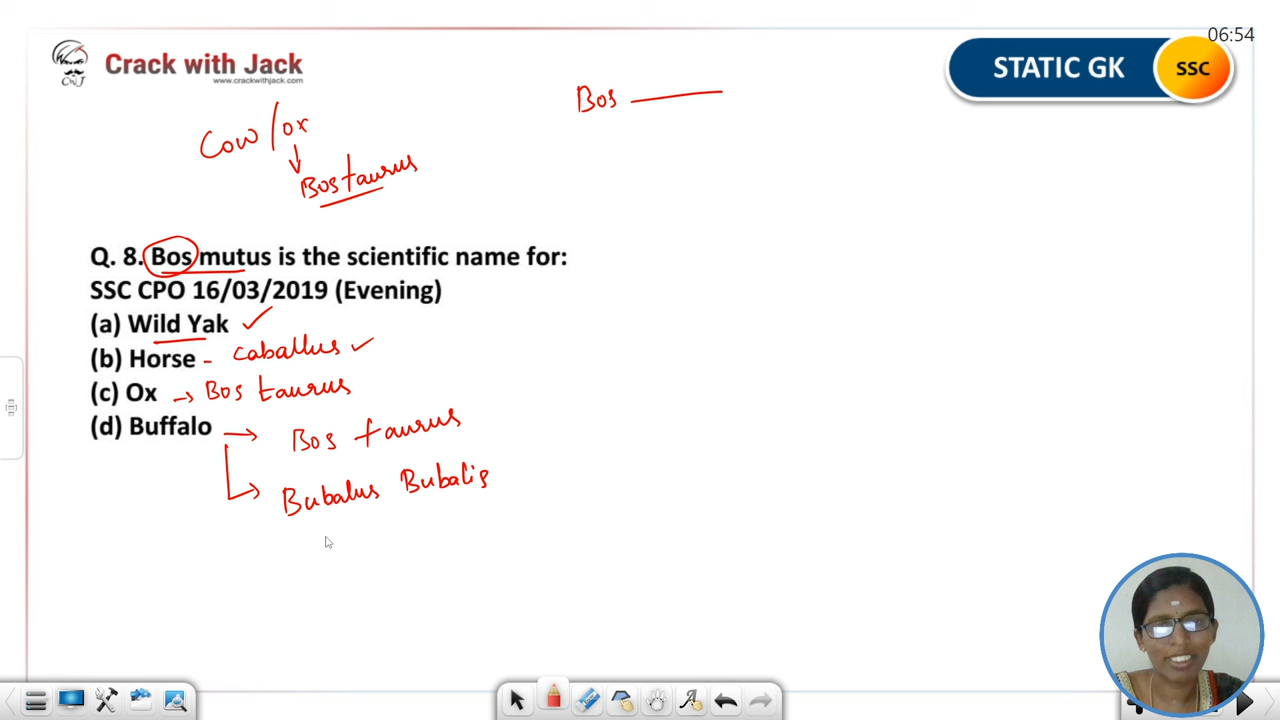 06:54
Crack with Jack
www.crackwithjack.com
CwJ
STATIC GK SSC
Bos
Cow/ox
Bos taurus
Q. 8. Bos mutus is the scientific name for:
SSC CPO 16/03/2019 (Evening)
(a) Wild Yak
(b) Horse - caballus
(c) Ox → Bos taurus
(d) Buffalo → Bos taurus
Bubalus Bubalis